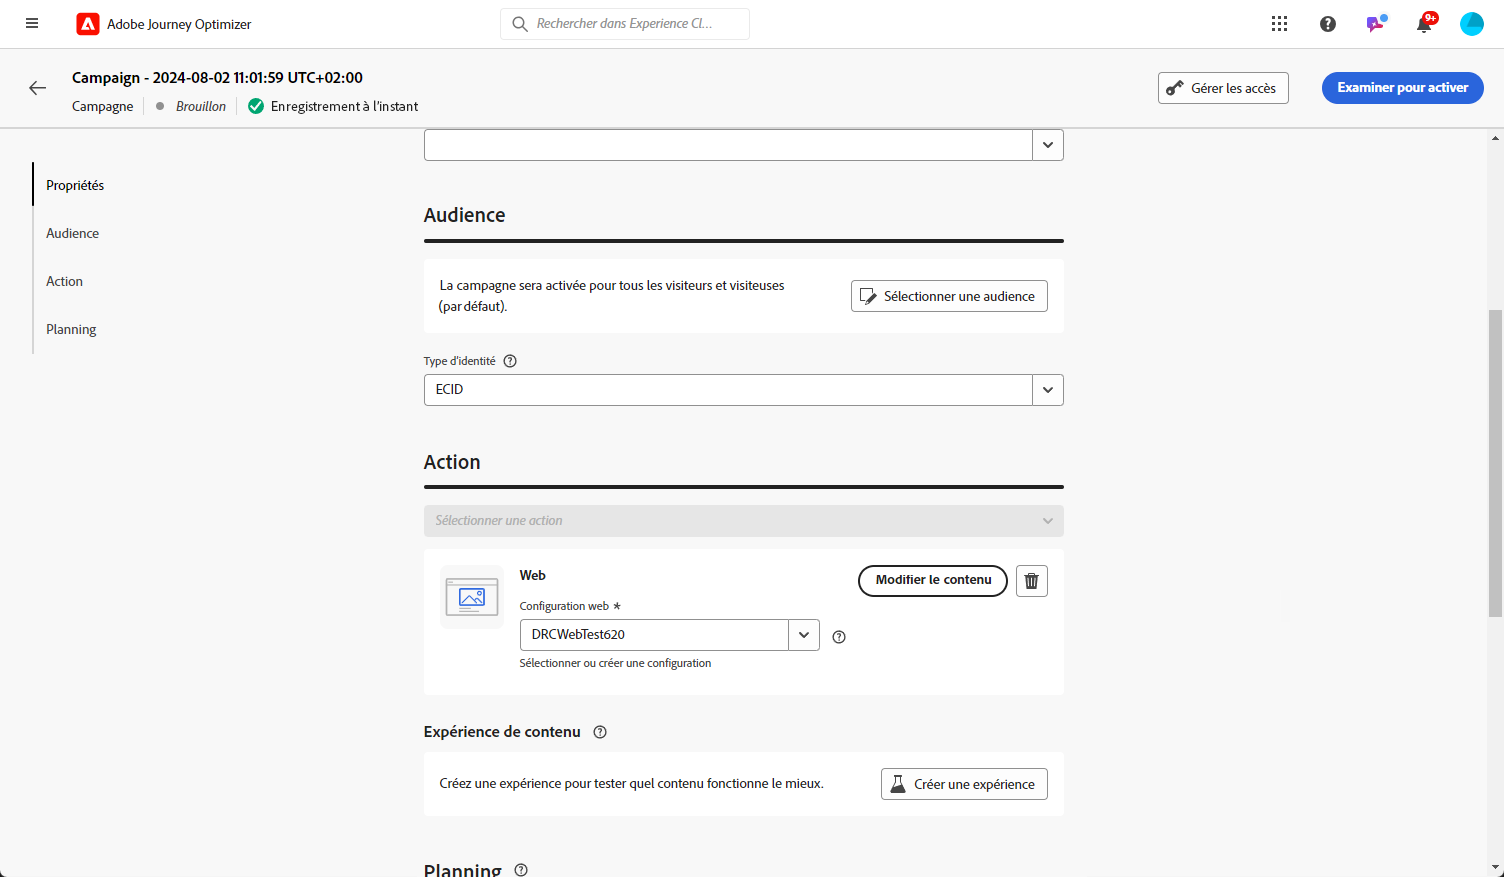 Adobe Journey Optimizer
Rechercher dans Experience Cl...
9+
Campaign - 2024-08-02 11:01:59 UTC+02:00
Campagne
Brouillon
Enregistrement à l'instant
Gérer les accès
Examiner pour activer
Propriétés
Audience
Action
Planning
Audience
La campagne sera activée pour tous les visiteurs et visiteuses
(par défaut).
Sélectionner une audience
Type d'identité
ECID
Action
Sélectionner une action
Web
Modifier le contenu
Configuration web *
DRCWebTest620
Sélectionner ou créer une configuration
Expérience de contenu
Créez une expérience pour tester quel contenu fonctionne le mieux.
Créer une expérience
Planning